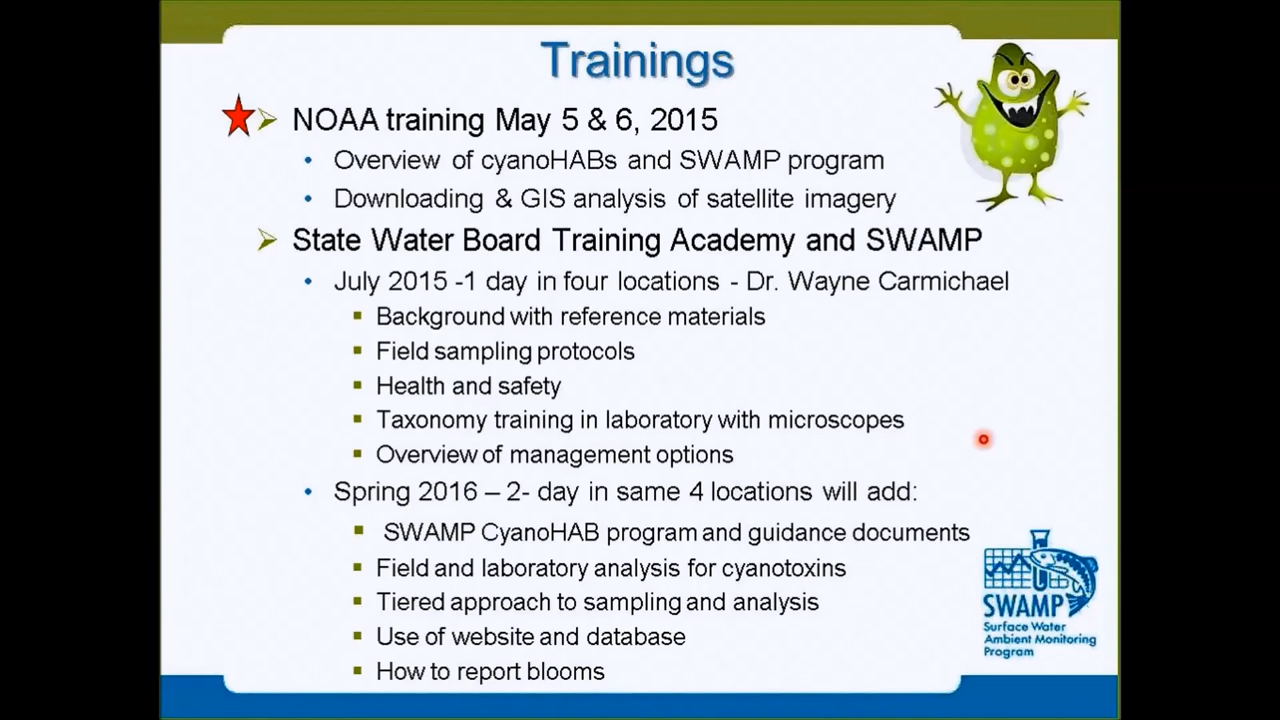 Trainings
NOAA training May 5 & 6, 2015
Overview of cyanoHABs and SWAMP program
Downloading & GIS analysis of satellite imagery
State Water Board Training Academy and SWAMP
July 2015 -1 day in four locations - Dr. Wayne Carmichael
Background with reference materials
Field sampling protocols
Health and safety
Taxonomy training in laboratory with microscopes
Overview of management options
Spring 2016 – 2- day in same 4 locations will add:
SWAMP CyanoHAB program and guidance documents
Field and laboratory analysis for cyanotoxins
Tiered approach to sampling and analysis
Use of website and database
How to report blooms
SWAMP
Surface Water
Ambient Monitoring
Program